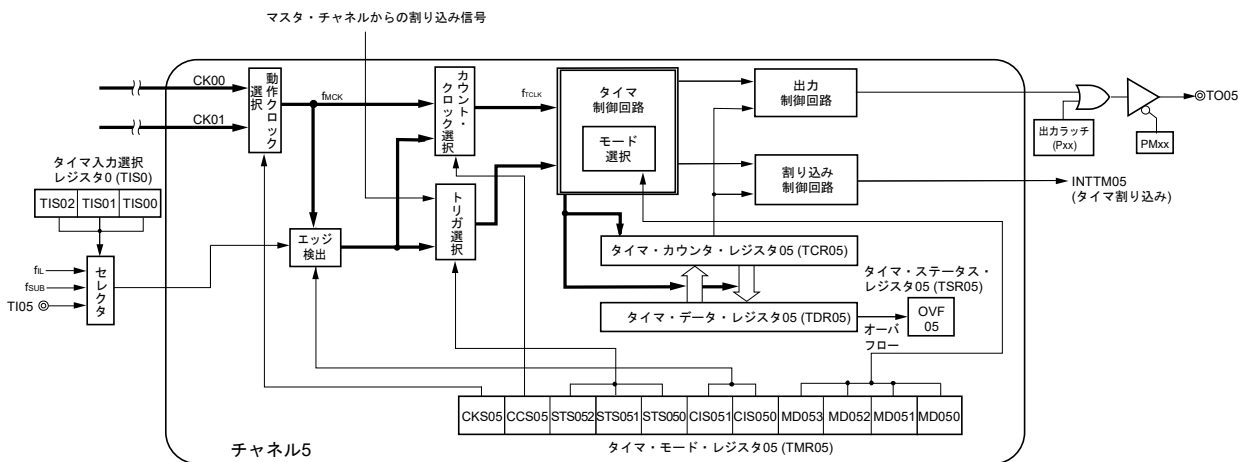 マスタ・チャネルからの割り込み信号
CK00
CK01
動作クロック
選択
fMCK
カウント・
クロック選択
fTCLK
タイマ
制御回路
モード
選択
出力
制御回路
出力ラッチ
(Pxx)
PMxx
TO05
割り込み
制御回路
INTTM05
(タイマ割り込み)
タイマ入力選択
レジスタ0 (TIS0)
TIS02 TIS01 TIS00
fIL
fSUB
TI05
セレクタ
エッジ
検出
トリガ選択
タイマ・カウンタ・レジスタ05 (TCR05)
タイマ・データ・レジスタ05 (TDR05)
タイマ・ステータス・
レジスタ05 (TSR05)
OVF
05
オーバ
フロー
CKS05 CCS05 STS052 STS051 STS050 CIS051 CIS050 MD053 MD052 MD051 MD050
タイマ・モード・レジスタ05 (TMR05)
チャネル5